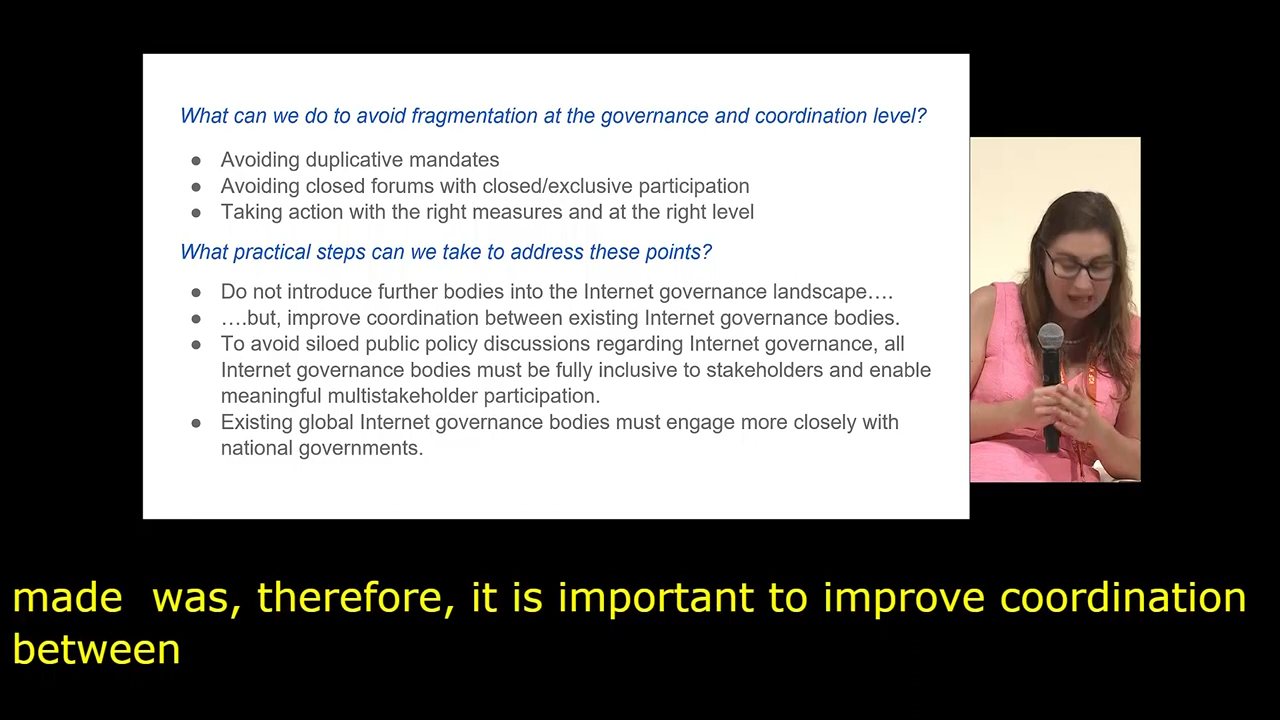 What can we do to avoid fragmentation at the governance and coordination level?
● Avoiding duplicative mandates
● Avoiding closed forums with closed/exclusive participation
● Taking action with the right measures and at the right level
What practical steps can we take to address these points?
● Do not introduce further bodies into the Internet governance landscape….
● ….but, improve coordination between existing Internet governance bodies.
● To avoid siloed public policy discussions regarding Internet governance, all
Internet governance bodies must be fully inclusive to stakeholders and enable
meaningful multistakeholder participation.
● Existing global Internet governance bodies must engage more closely with
national governments.
made  was, therefore, it is important to improve coordination
between